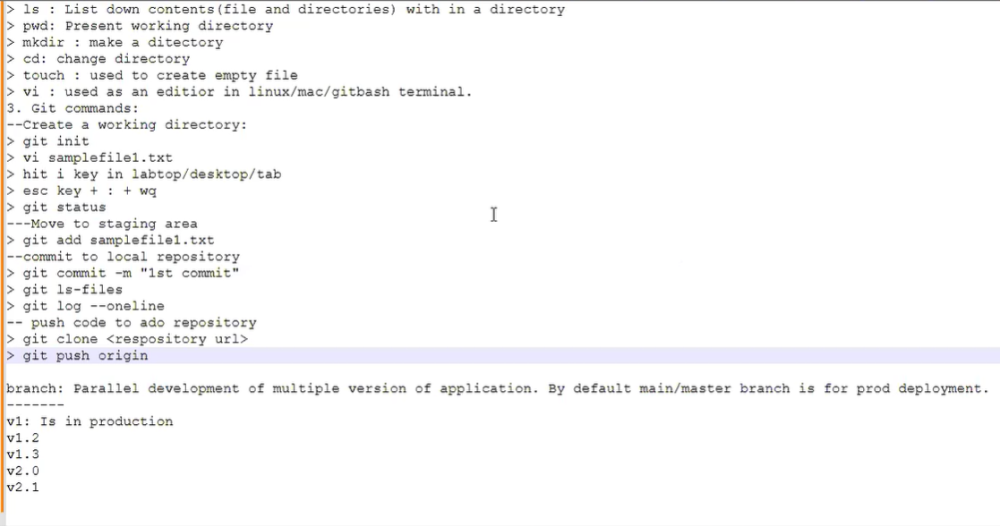 > ls : List down contents(file and directories) with in a directory
> pwd: Present working directory
> mkdir : make a ditectory
> cd: change directory
> touch : used to create empty file
> vi : used as an editior in linux/mac/gitbash terminal.
3. Git commands:
--Create a working directory:
> git init
> vi samplefile1.txt
> hit i key in labtop/desktop/tab
> esc key + : + wq
> git status
---Move to staging area
> git add samplefile1.txt
--commit to local repository
> git commit -m "1st commit"
> git ls-files
> git log --oneline
-- push code to ado repository
> git clone <respository url>
> git push origin
branch: Parallel development of multiple version of application. By default main/master branch is for prod deployment.
-------
v1: Is in production
v1.2
v1.3
v2.0
v2.1